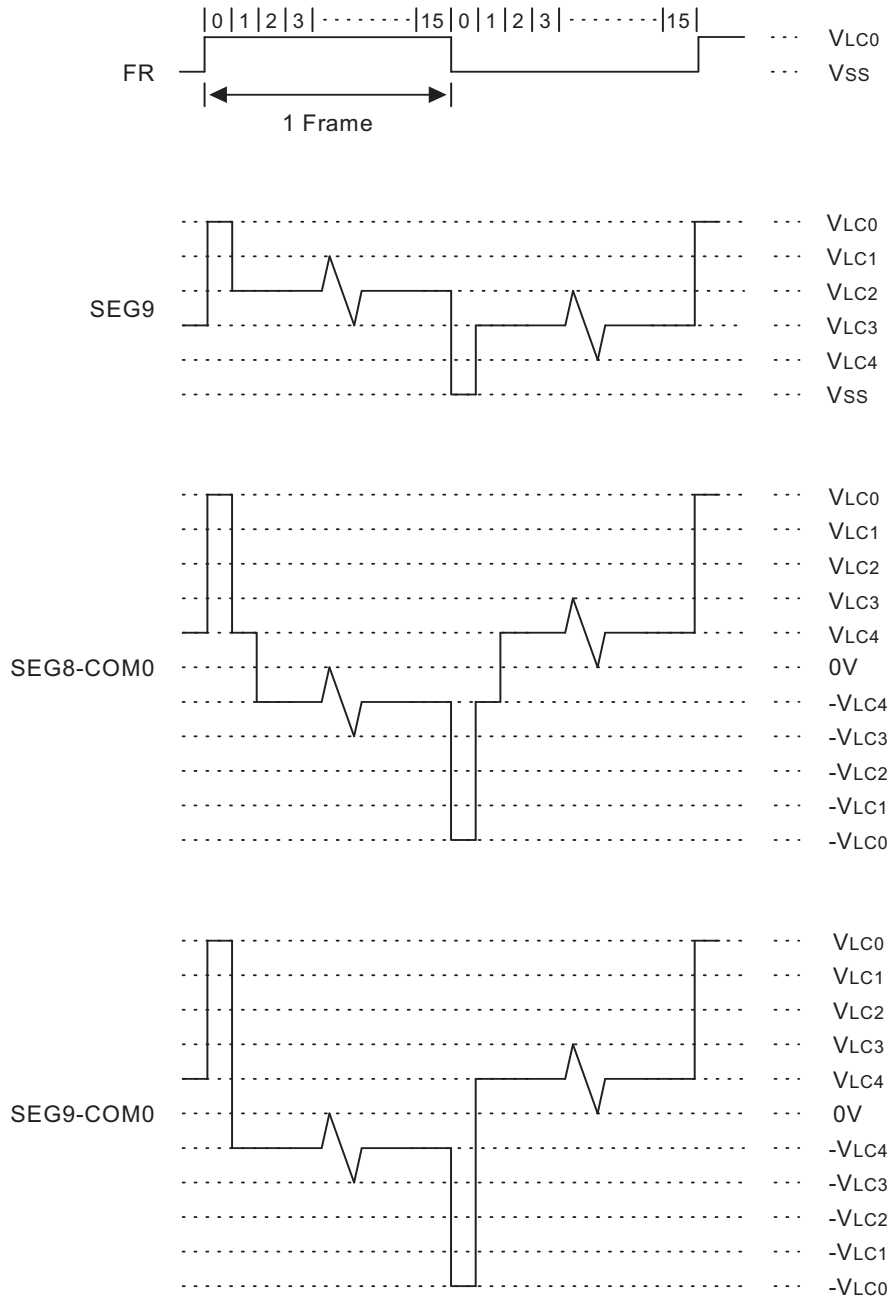 0 1 2 3 15 0 1 2 3 15
VLC0
FR
VSS
1 Frame
VLC0
VLC1
VLC2
SEG9
VLC3
VLC4
VSS
VLC0
VLC1
VLC2
VLC3
VLC4
SEG8-COM0
0V
-VLC4
-VLC3
-VLC2
-VLC1
-VLC0
VLC0
VLC1
VLC2
VLC3
VLC4
SEG9-COM0
0V
-VLC4
-VLC3
-VLC2
-VLC1
-VLC0